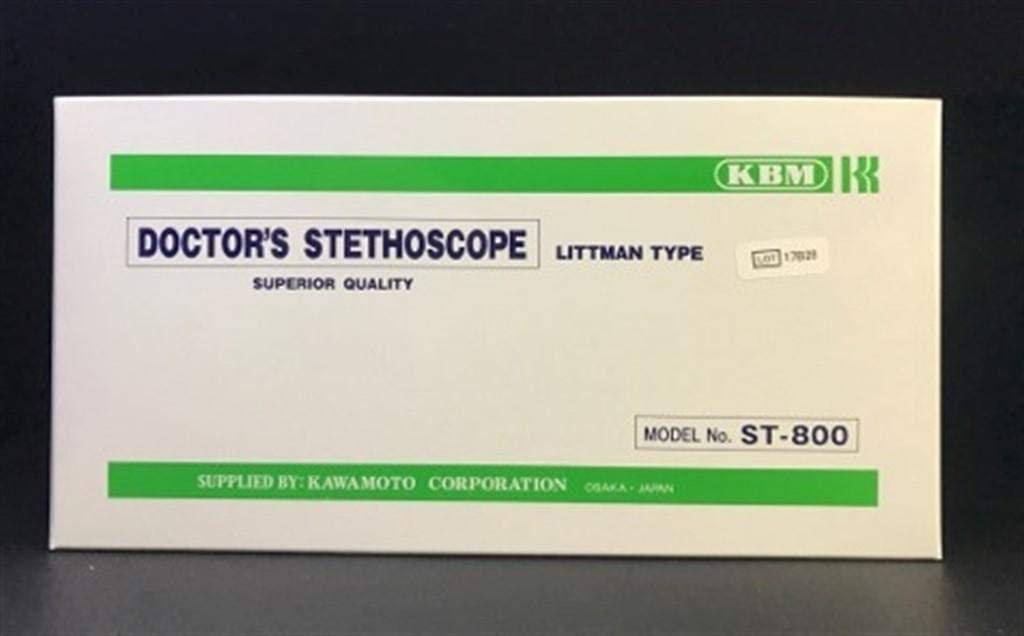 KBM
DOCTOR'S STETHOSCOPE LITTMAN TYPE
LOT 17B28
SUPERIOR QUALITY
MODEL No. ST-800
SUPPLIED BY: KAWAMOTO CORPORATION OSAKA - JAPAN